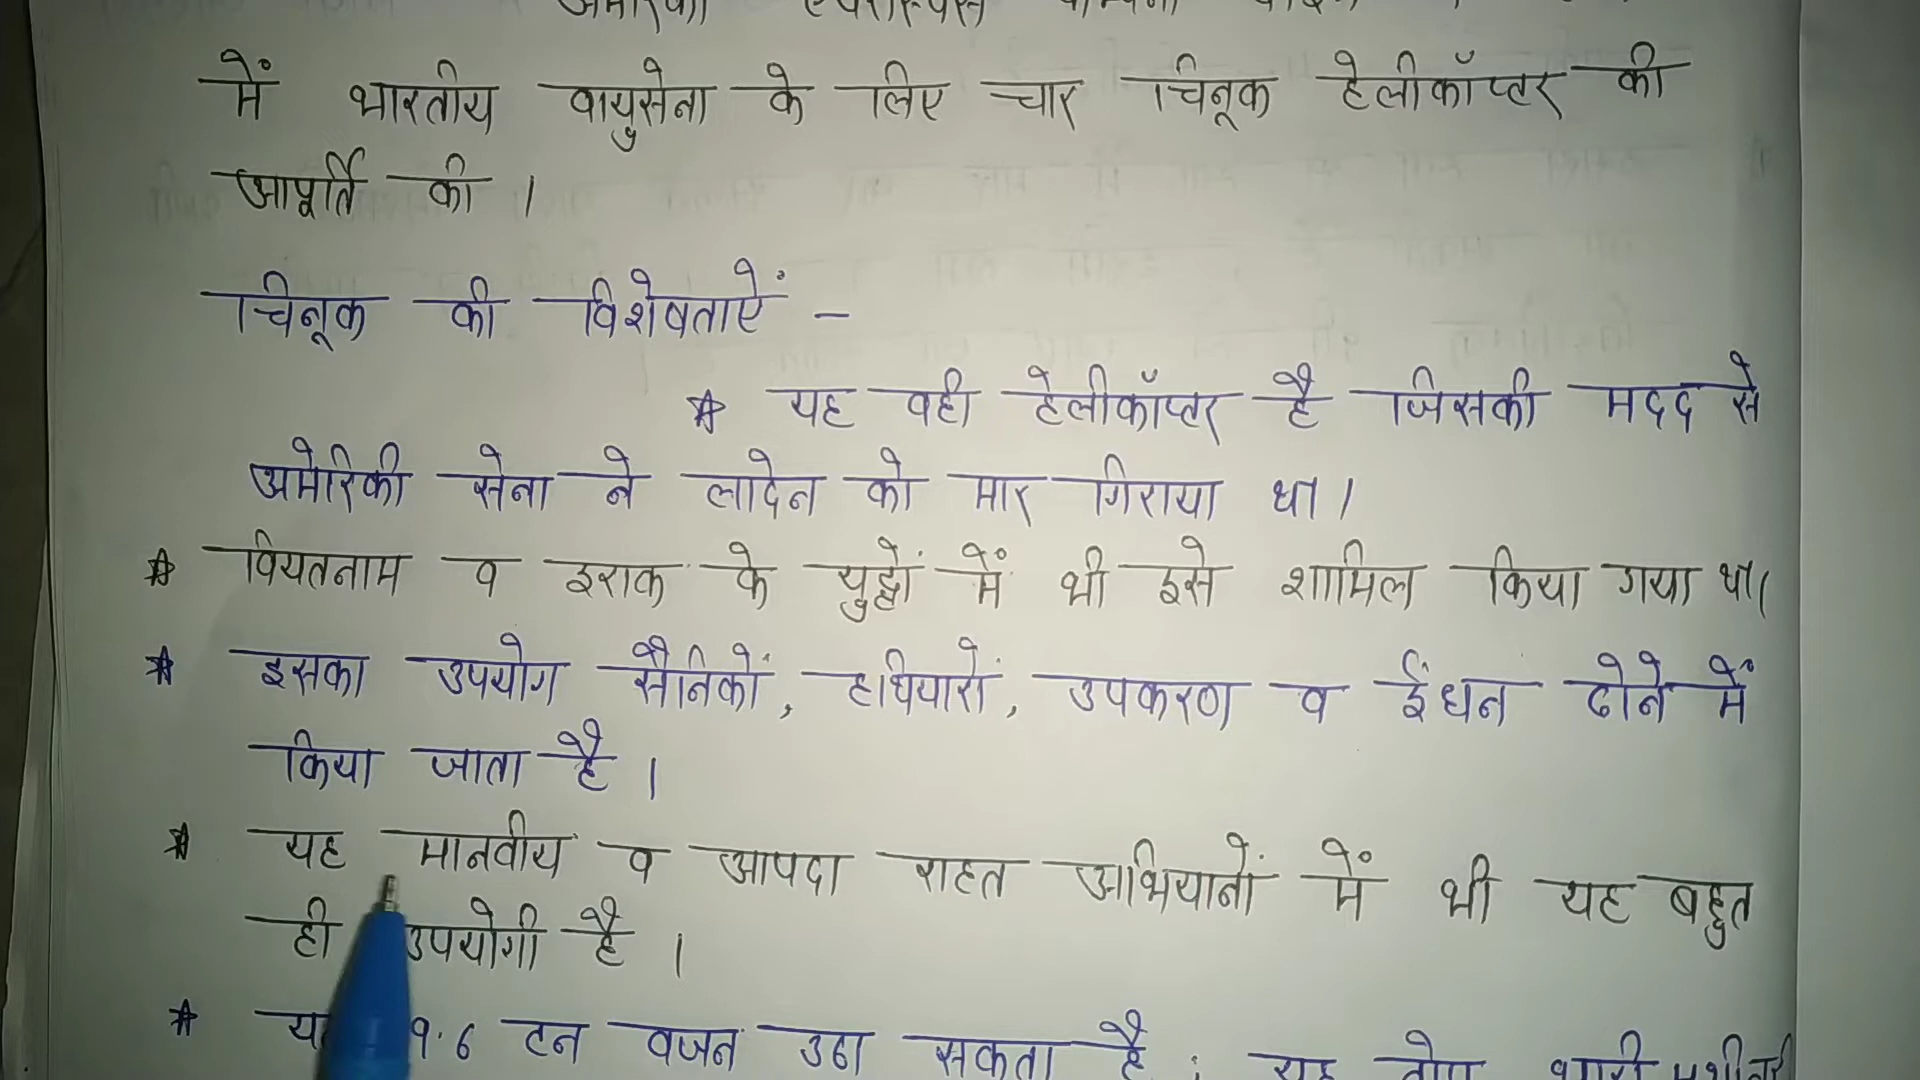 में भारतीय वायुसेना के लिए चार चिनूक हेलीकॉप्टर की
आपूर्ति की ।
चिनूक की विशेषताऐं -
* यह वही हेलीकॉप्टर है जिसकी मदद से
अमेरिकी सेना ने लादेन को मार गिराया था ।
* वियतनाम व इराक के युद्धों में भी इसे शामिल किया गया था।
* इसका उपयोग सैनिकों, हथियारों, उपकरण व ईंधन ढोने में
किया जाता है ।
* यह मानवीय व आपदा राहत अभियानों में भी यह बहुत
ही उपयोगी है ।
* 9.6 टन वजन उठा सकता है ; यह तोप